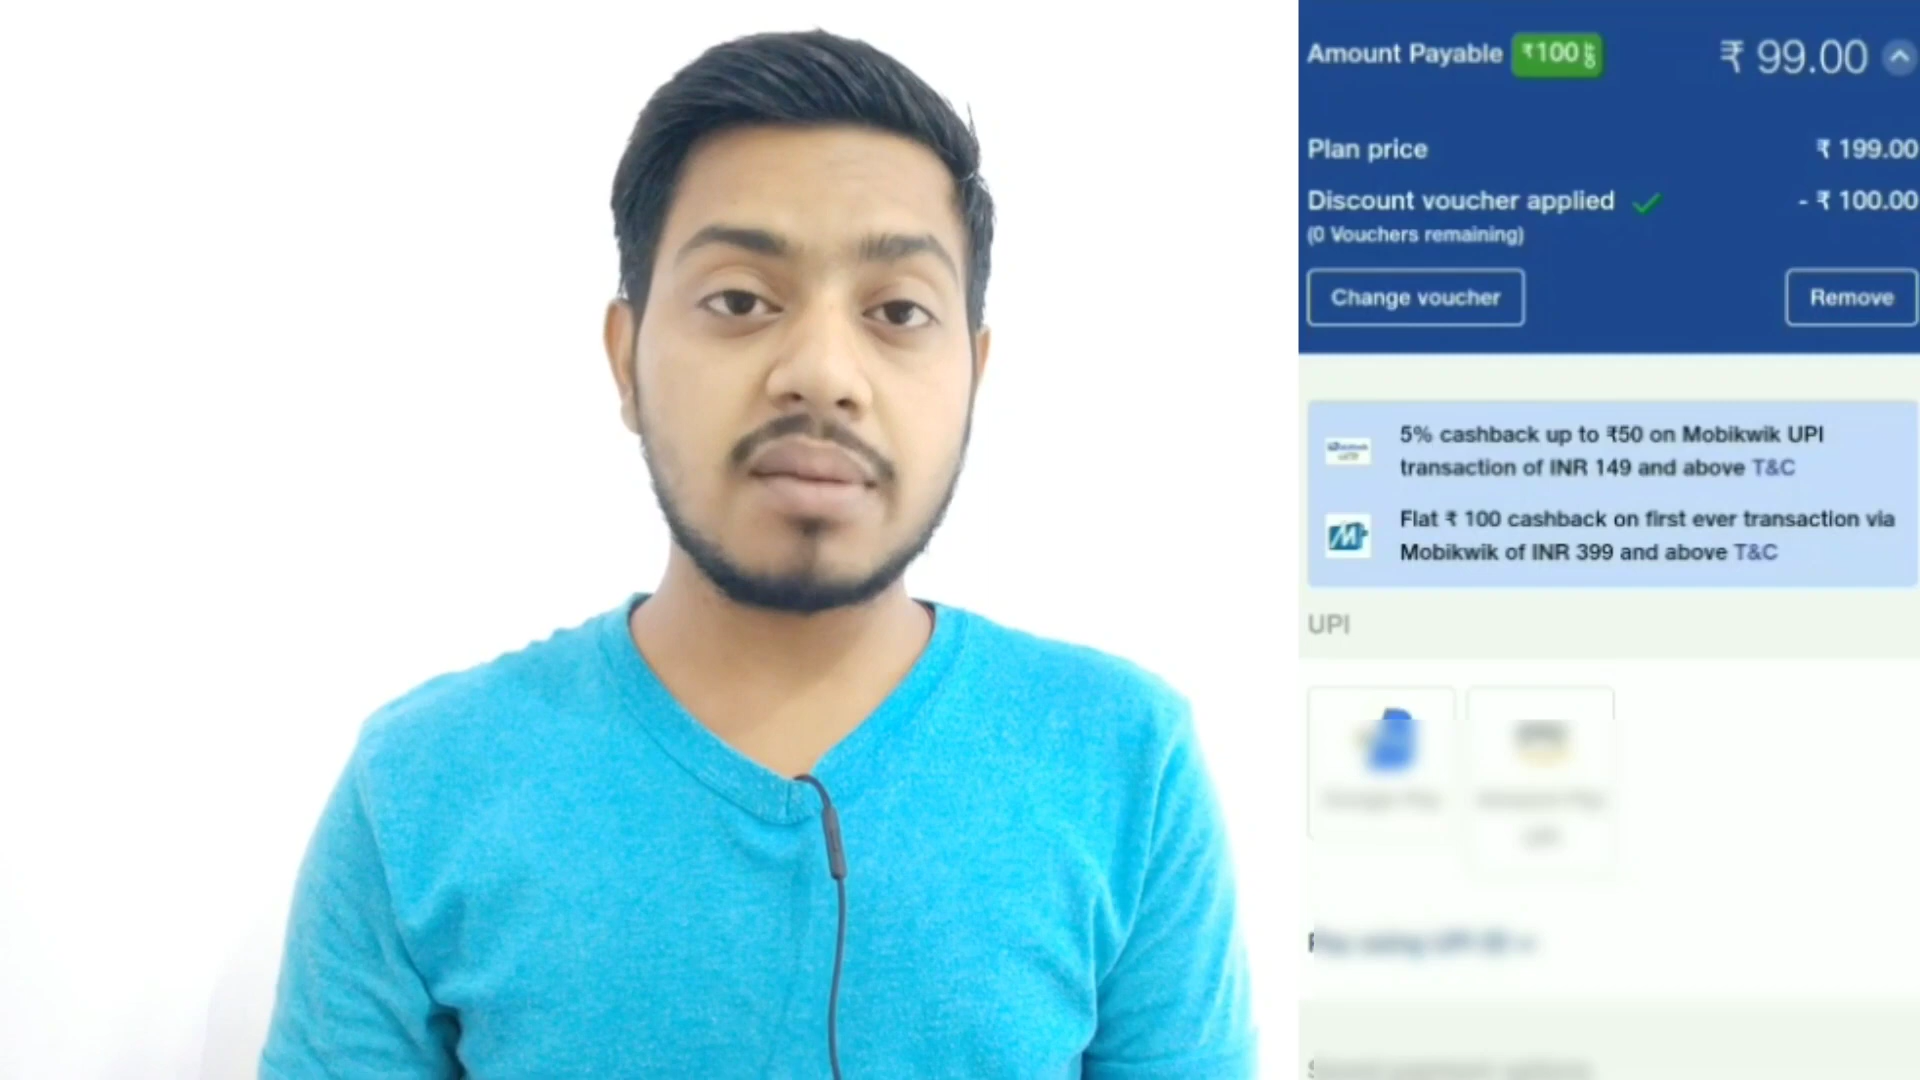 Amount Payable ₹100 OFF ₹ 99.00
Plan price ₹ 199.00
Discount voucher applied - ₹ 100.00
(0 Vouchers remaining)
Change voucher Remove
5% cashback up to ₹50 on Mobikwik UPI
transaction of INR 149 and above T&C
Flat ₹ 100 cashback on first ever transaction via
Mobikwik of INR 399 and above T&C
UPI